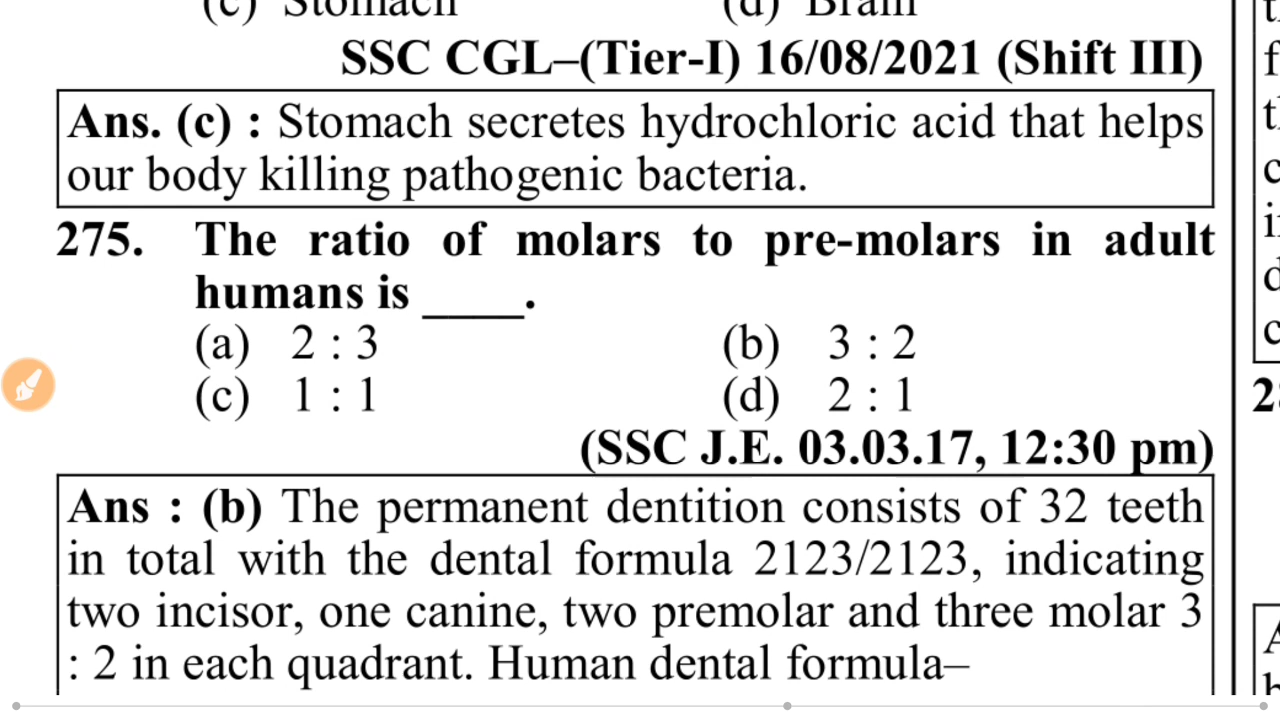 (c) Stomach (d) Brain
SSC CGL–(Tier-I) 16/08/2021 (Shift III)
Ans. (c) : Stomach secretes hydrochloric acid that helps
our body killing pathogenic bacteria.
275. The ratio of molars to pre-molars in adult
humans is ____.
(a) 2 : 3 (b) 3 : 2
(c) 1 : 1 (d) 2 : 1
(SSC J.E. 03.03.17, 12:30 pm)
Ans : (b) The permanent dentition consists of 32 teeth
in total with the dental formula 2123/2123, indicating
two incisor, one canine, two premolar and three molar 3
: 2 in each quadrant. Human dental formula–